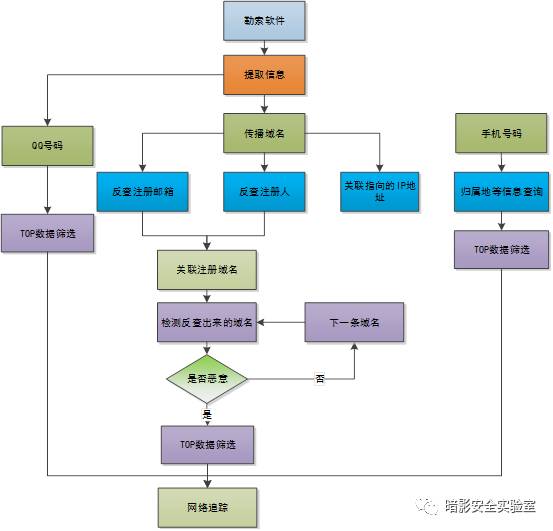 勒索软件
提取信息
QQ号码
传播域名
手机号码
反查注册邮箱
反查注册人
关联指向的IP地
址
归属地等信息查询
TOP数据筛选
TOP数据筛选
关联注册域名
检测反查出来的域名
下一条域名
是否恶意
否
是
TOP数据筛选
网络追踪
暗影安全实验室